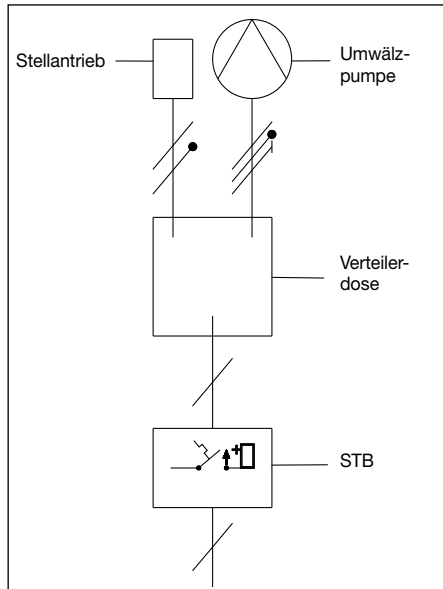 Stellantrieb
Umwälz-
pumpe
Verteiler-
dose
STB